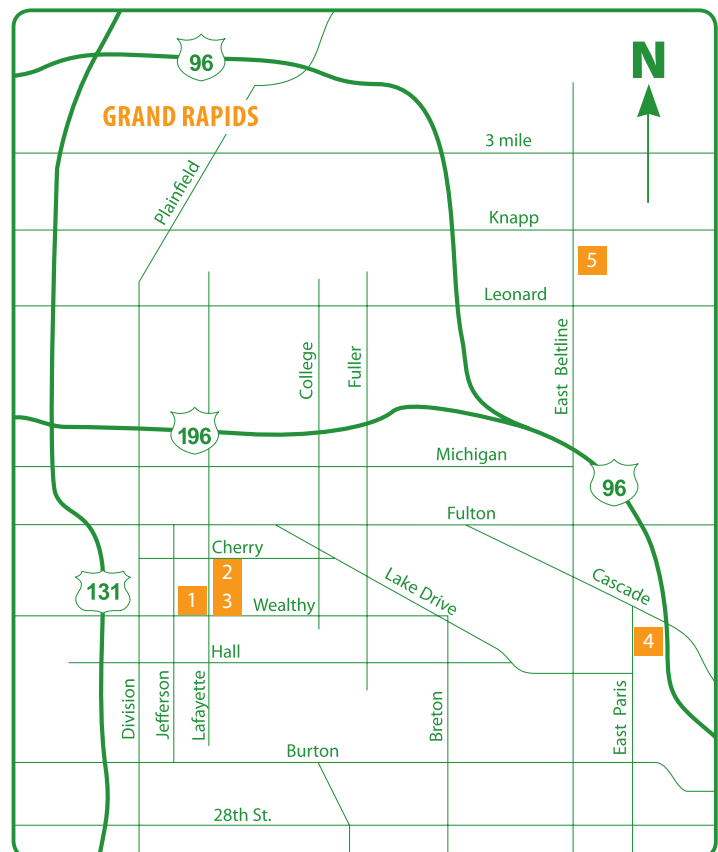 96
N
GRAND RAPIDS
3 mile
Plainfield
Knapp
5
Leonard
East Beltline
College
Fuller
196
Michigan
96
Fulton
Cherry
2
131
1
3
Wealthy
Lake Drive
Cascade
4
Hall
Division
Jefferson
Lafayette
Breton
East Paris
Burton
28th St.